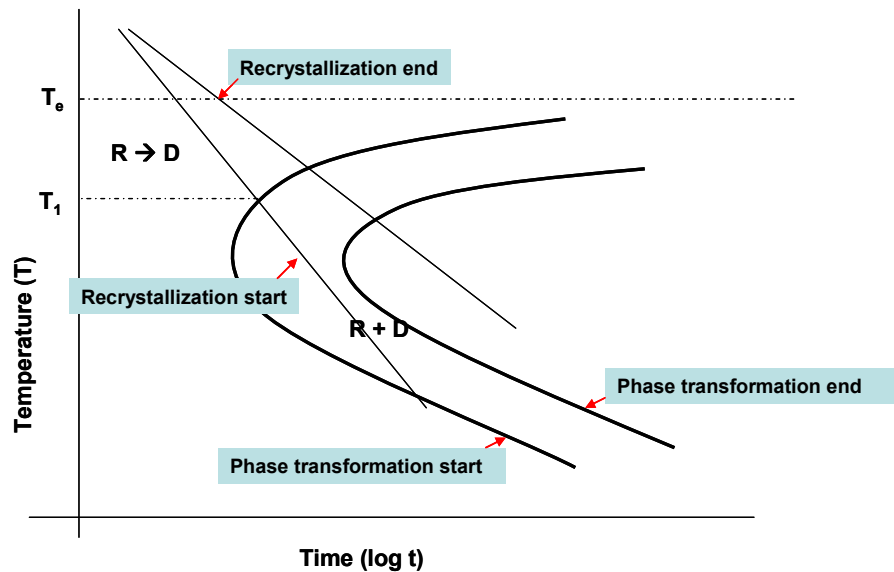 Recrystallization end
Te
R → D
T1
Recrystallization start
R + D
Phase transformation end
Phase transformation start
Temperature (T)
Time (log t)